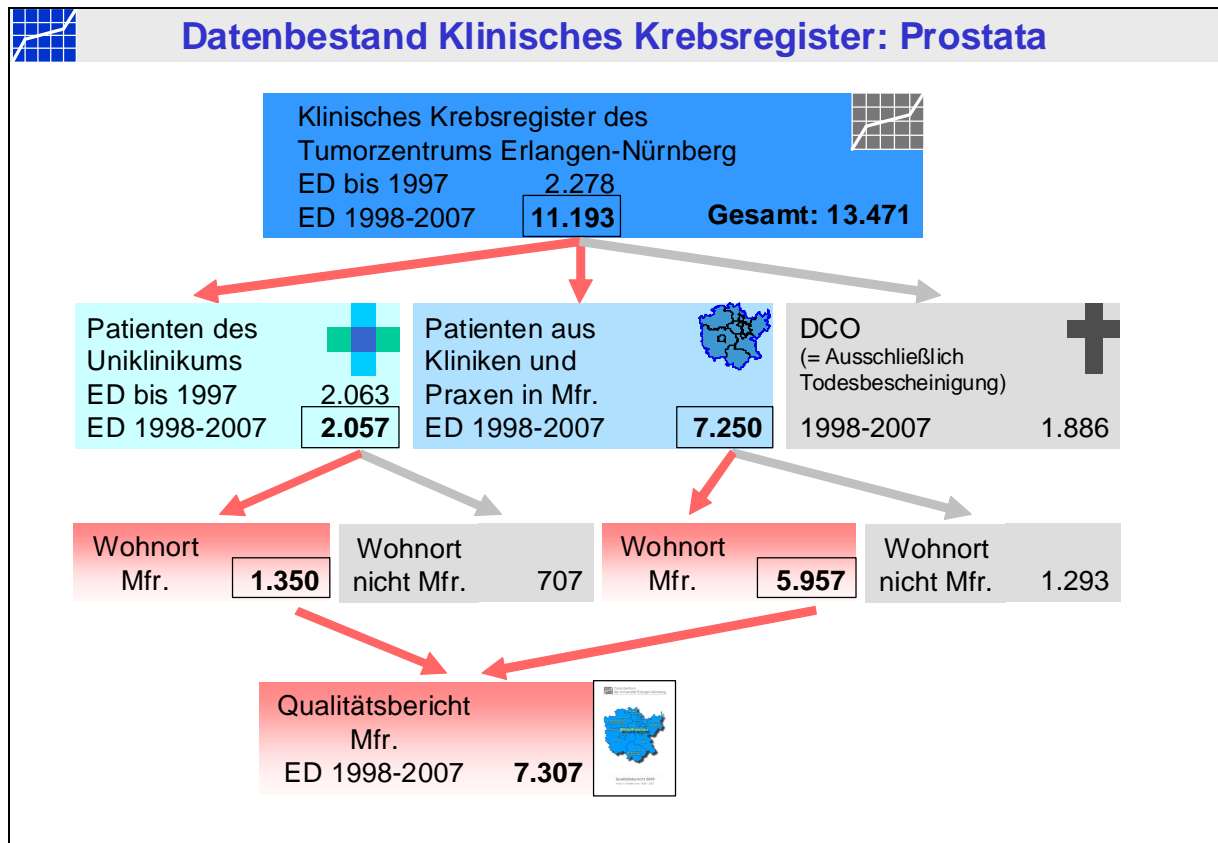 Datenbestand Klinisches Krebsregister: Prostata
Klinisches Krebsregister des
Tumorzentrums Erlangen-Nürnberg
ED bis 1997 2.278
ED 1998-2007 11.193 Gesamt: 13.471
Patienten des
Uniklinikums
ED bis 1997 2.063
ED 1998-2007 2.057
Patienten aus
Kliniken und
Praxen in Mfr.
ED 1998-2007 7.250
DCO
(= Ausschließlich
Todesbescheinigung)
1998-2007 1.886
Wohnort
Mfr. 1.350
Wohnort
nicht Mfr. 707
Wohnort
Mfr. 5.957
Wohnort
nicht Mfr. 1.293
Qualitätsbericht
Mfr.
ED 1998-2007 7.307